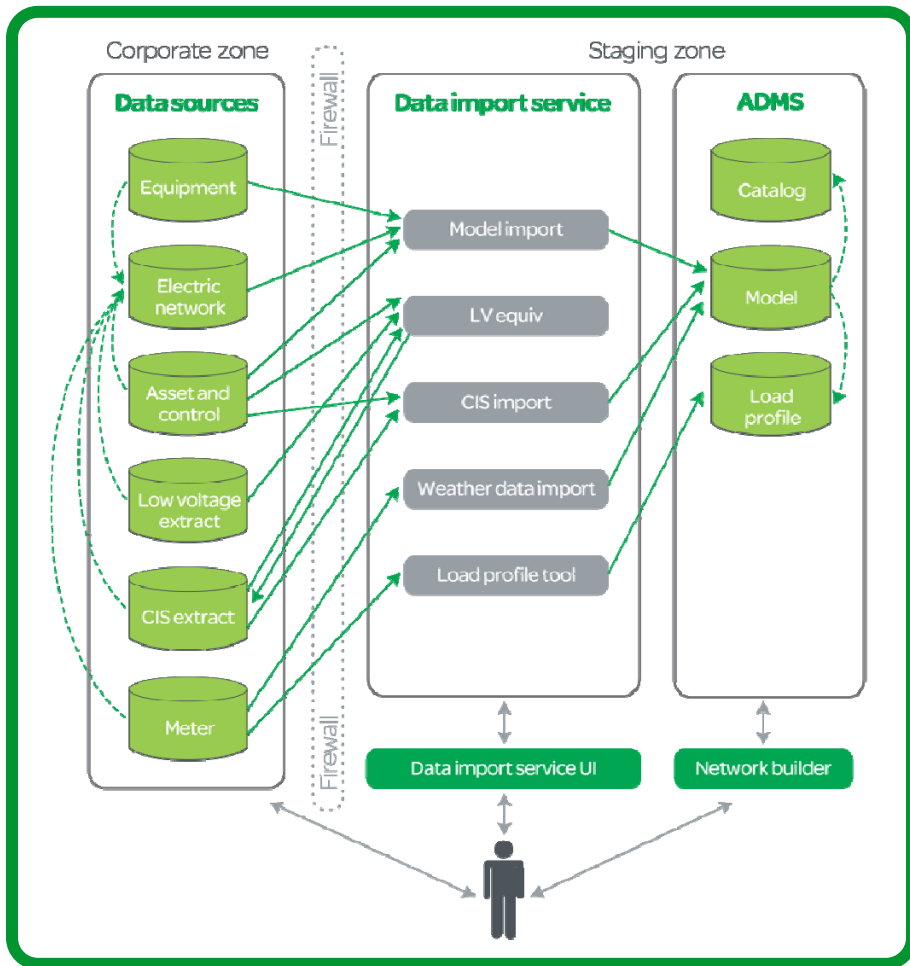 Corporate zone
Staging zone
Data sources
Firewall
Data import service
ADMS
Equipment
Catalog
Model import
Electric
network
Model
LV equiv
Asset and
control
CIS import
Load
profile
Low voltage
extract
Weather data import
Load profile tool
CIS extract
Meter
Firewall
Data import service UI
Network builder